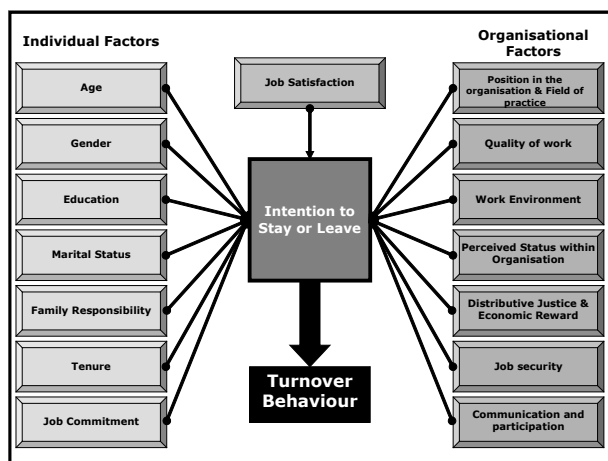 Individual Factors
Age
Gender
Education
Marital Status
Family Responsibility
Tenure
Job Commitment
Job Satisfaction
Intention to
Stay or Leave
Turnover
Behaviour
Organisational
Factors
Position in the
organisation & Field of
practice
Quality of work
Work Environment
Perceived Status within
Organisation
Distributive Justice &
Economic Reward
Job security
Communication and
participation